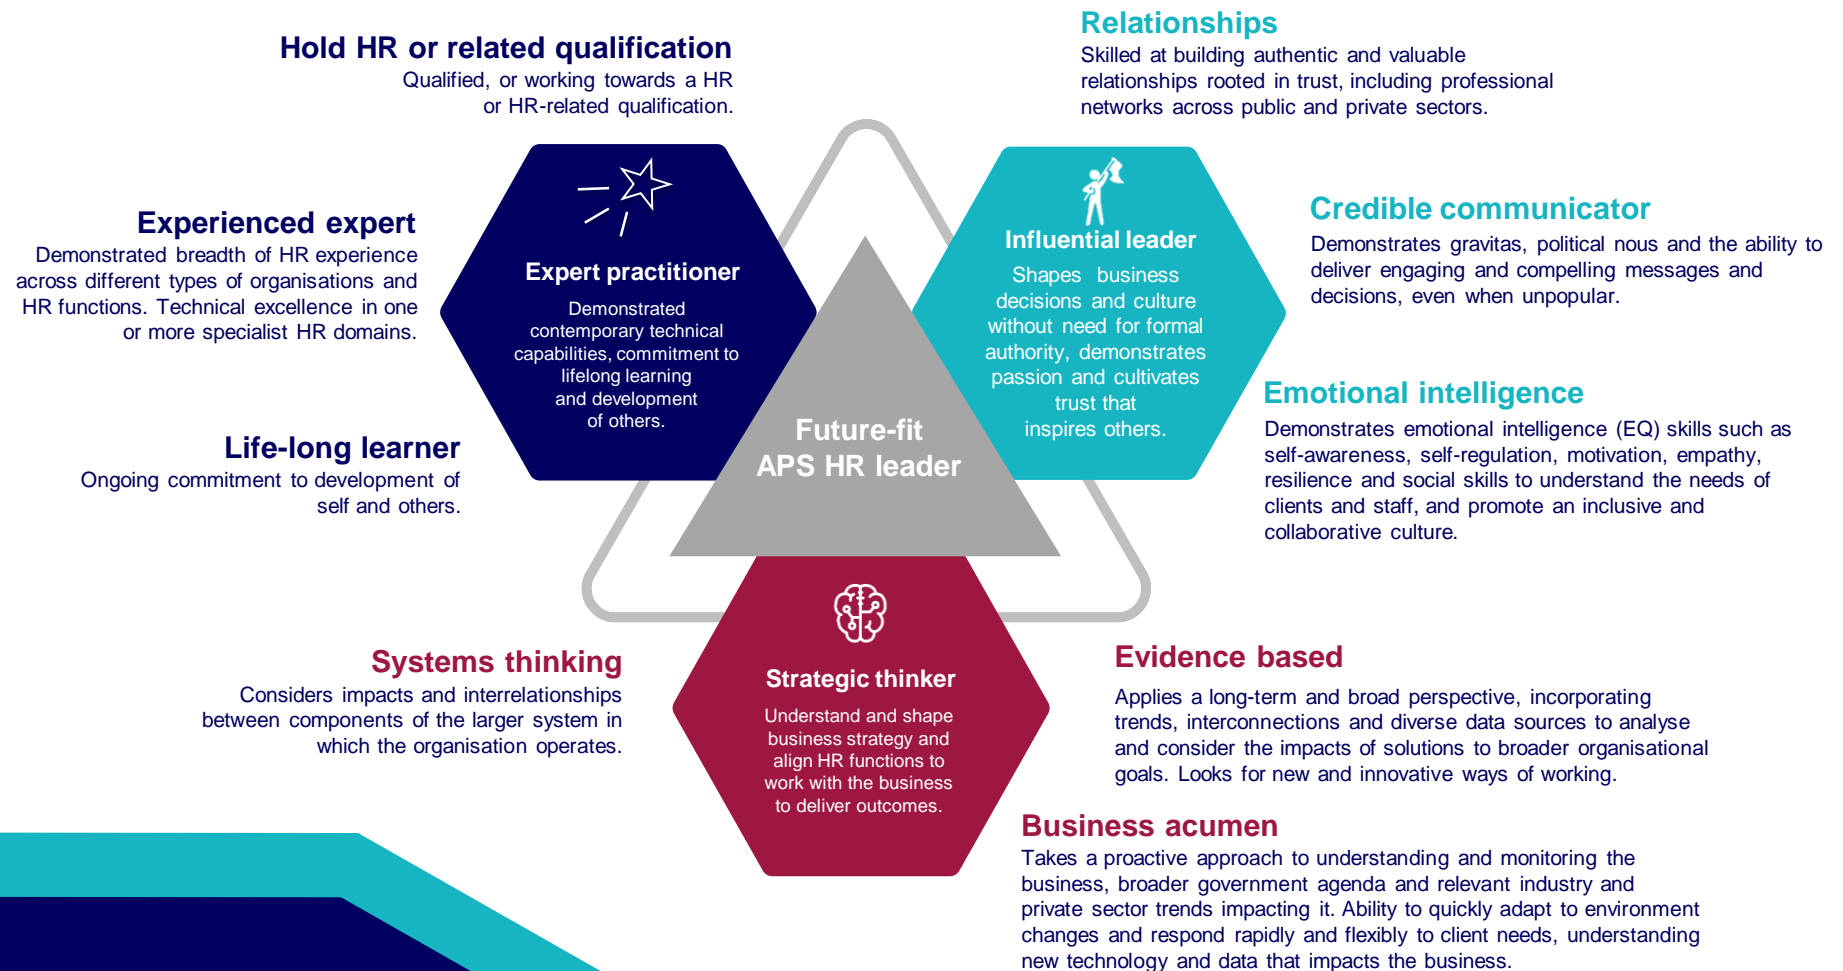 Hold HR or related qualification
Qualified, or working towards a HR
or HR-related qualification.
Experienced expert
Demonstrated breadth of HR experience
across different types of organisations and
HR functions. Technical excellence in one
or more specialist HR domains.
Life-long learner
Ongoing commitment to development of
self and others.
Expert practitioner
Demonstrated
contemporary technical
capabilities, commitment to
lifelong learning
and development
of others.
Future-fit
APS HR leader
Influential leader
Shapes business
decisions and culture
without need for formal
authority, demonstrates
passion and cultivates
trust that
inspires others.
Relationships
Skilled at building authentic and valuable
relationships rooted in trust, including professional
networks across public and private sectors.
Credible communicator
Demonstrates gravitas, political nous and the ability to
deliver engaging and compelling messages and
decisions, even when unpopular.
Emotional intelligence
Demonstrates emotional intelligence (EQ) skills such as
self-awareness, self-regulation, motivation, empathy,
resilience and social skills to understand the needs of
clients and staff, and promote an inclusive and
collaborative culture.
Systems thinking
Considers impacts and interrelationships
between components of the larger system in
which the organisation operates.
Strategic thinker
Understand and shape
business strategy and
align HR functions to
work with the business
to deliver outcomes.
Evidence based
Applies a long-term and broad perspective, incorporating
trends, interconnections and diverse data sources to analyse
and consider the impacts of solutions to broader organisational
goals. Looks for new and innovative ways of working.
Business acumen
Takes a proactive approach to understanding and monitoring the
business, broader government agenda and relevant industry and
private sector trends impacting it. Ability to quickly adapt to environment
changes and respond rapidly and flexibly to client needs, understanding
new technology and data that impacts the business.